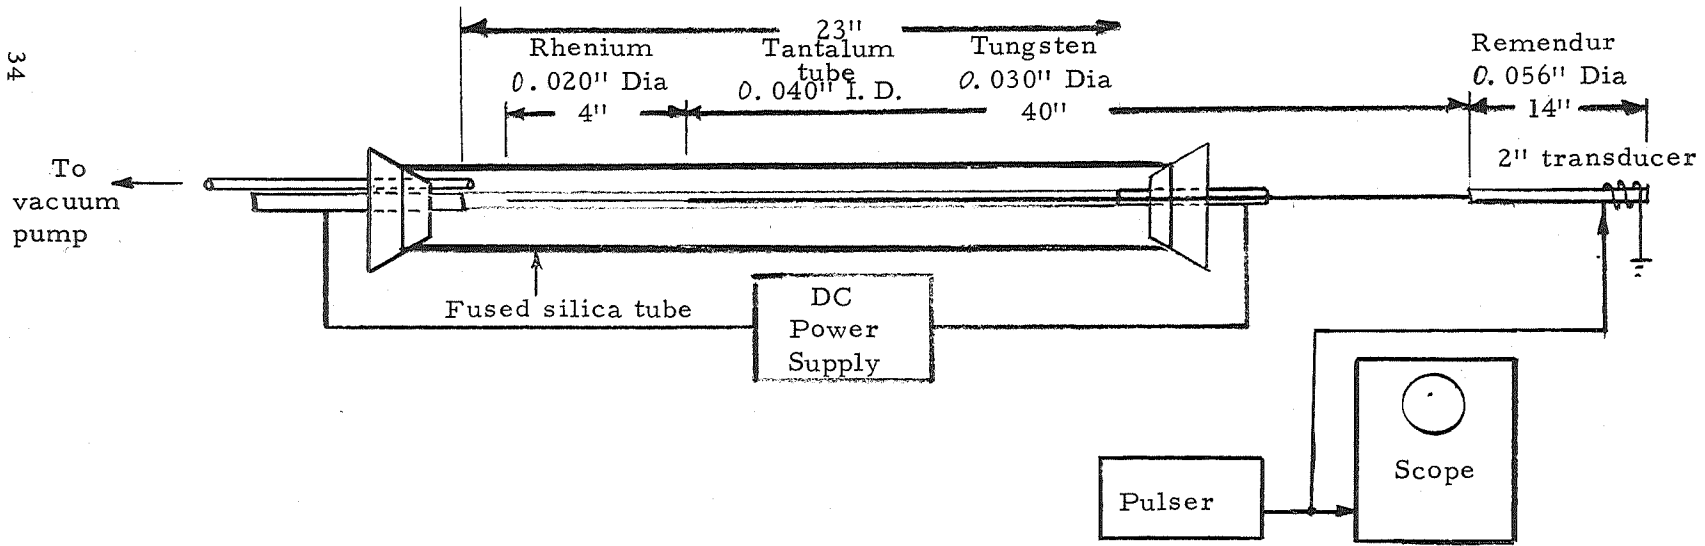 34
23"
Rhenium
0.020" Dia
4"
Tantalum
tube
0.040" I. D.
Tungsten
0.030" Dia
40"
Remendur
0.056" Dia
14"
2" transducer
To
vacuum
pump
Fused silica tube
DC
Power
Supply
Pulser
Scope